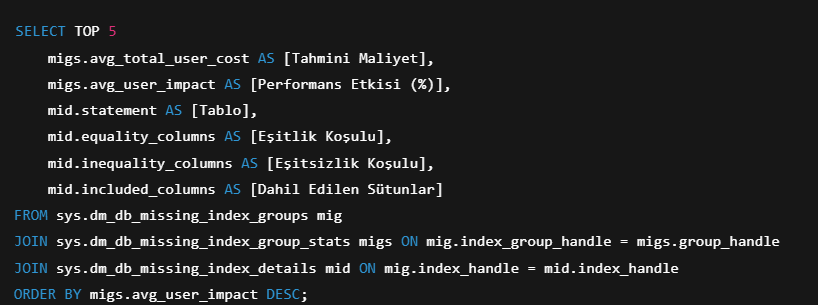 SELECT TOP 5
migs.avg_total_user_cost AS [Tahmini Maliyet],
migs.avg_user_impact AS [Performans Etkisi (%)],
mid.statement AS [Tablo],
mid.equality_columns AS [Eşitlik Koşulu],
mid.inequality_columns AS [Eşitsizlik Koşulu],
mid.included_columns AS [Dahil Edilen Sütunlar]
FROM sys.dm_db_missing_index_groups mig
JOIN sys.dm_db_missing_index_group_stats migs ON mig.index_group_handle = migs.group_handle
JOIN sys.dm_db_missing_index_details mid ON mig.index_handle = mid.index_handle
ORDER BY migs.avg_user_impact DESC;